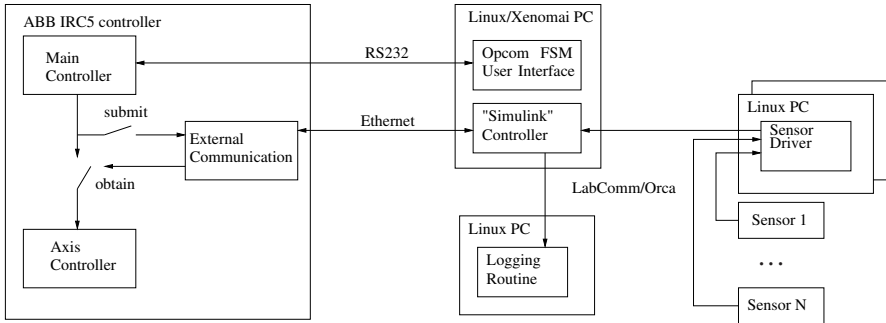 ABB IRC5 controller
Main
Controller
submit
External
Communication
obtain
Axis
Controller
RS232
Ethernet
Linux/Xenomai PC
Opcom FSM
User Interface
"Simulink"
Controller
LabComm/Orca
Linux PC
Logging
Routine
Linux PC
Sensor
Driver
Sensor 1
...
Sensor N